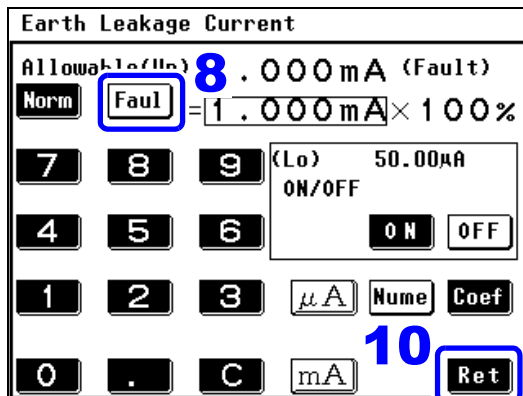 Earth Leakage Current
Allowable(Up) 8 .000mA (Fault)
Norm Faul =1.000mA×100%
7 8 9 (Lo) 50.00μA
ON/OFF
4 5 6 ON OFF
1 2 3 μA Nume Coef
10
0 . C mA Ret